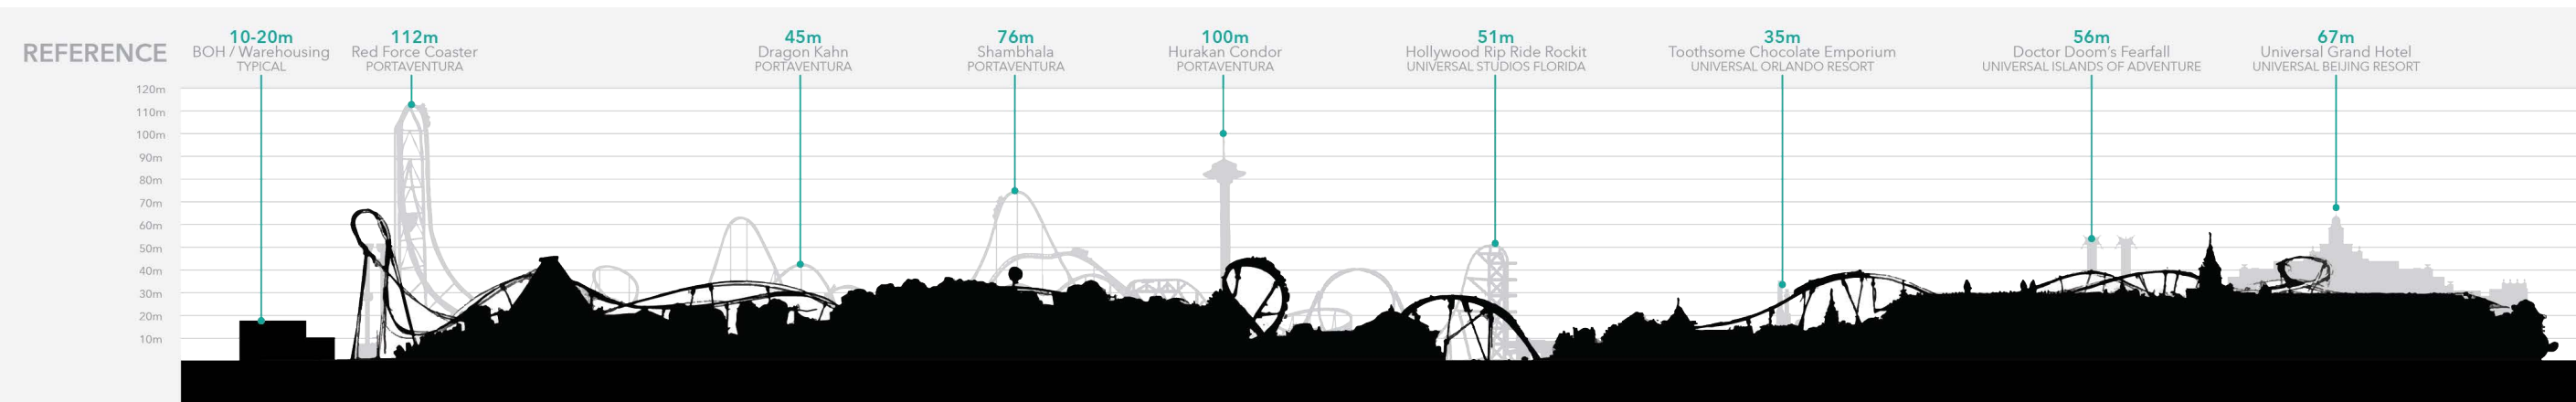 REFERENCE
10-20m
BOH / Warehousing
TYPICAL
112m
Red Force Coaster
PORTAVENTURA
45m
Dragon Kahn
PORTAVENTURA
76m
Shambhala
PORTAVENTURA
100m
Hurakan Condor
PORTAVENTURA
51m
Hollywood Rip Ride Rockit
UNIVERSAL STUDIOS FLORIDA
35m
Toothsome Chocolate Emporium
UNIVERSAL ORLANDO RESORT
56m
Doctor Doom's Fearfall
UNIVERSAL ISLANDS OF ADVENTURE
67m
Universal Grand Hotel
UNIVERSAL BEIJING RESORT
120m
110m
100m
90m
80m
70m
60m
50m
40m
30m
20m
10m